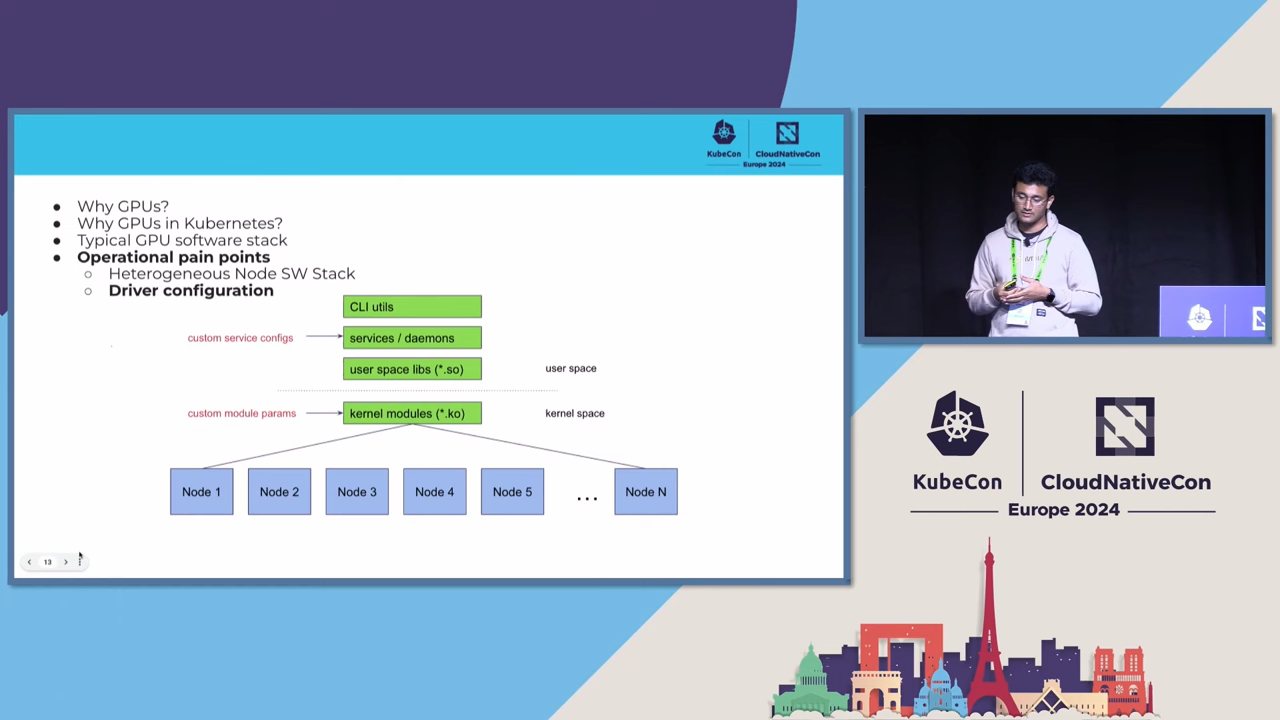 KubeCon
CloudNativeCon
Europe 2024
Why GPUs?
Why GPUs in Kubernetes?
Typical GPU software stack
Operational pain points
Heterogeneous Node SW Stack
Driver configuration
CLI utils
custom service configs
services / daemons
user space libs (*.so)
user space
custom module params
kernel modules (*.ko)
kernel space
Node 1
Node 2
Node 3
Node 4
Node 5
...
Node N
13
KubeCon
CloudNativeCon
Europe 2024